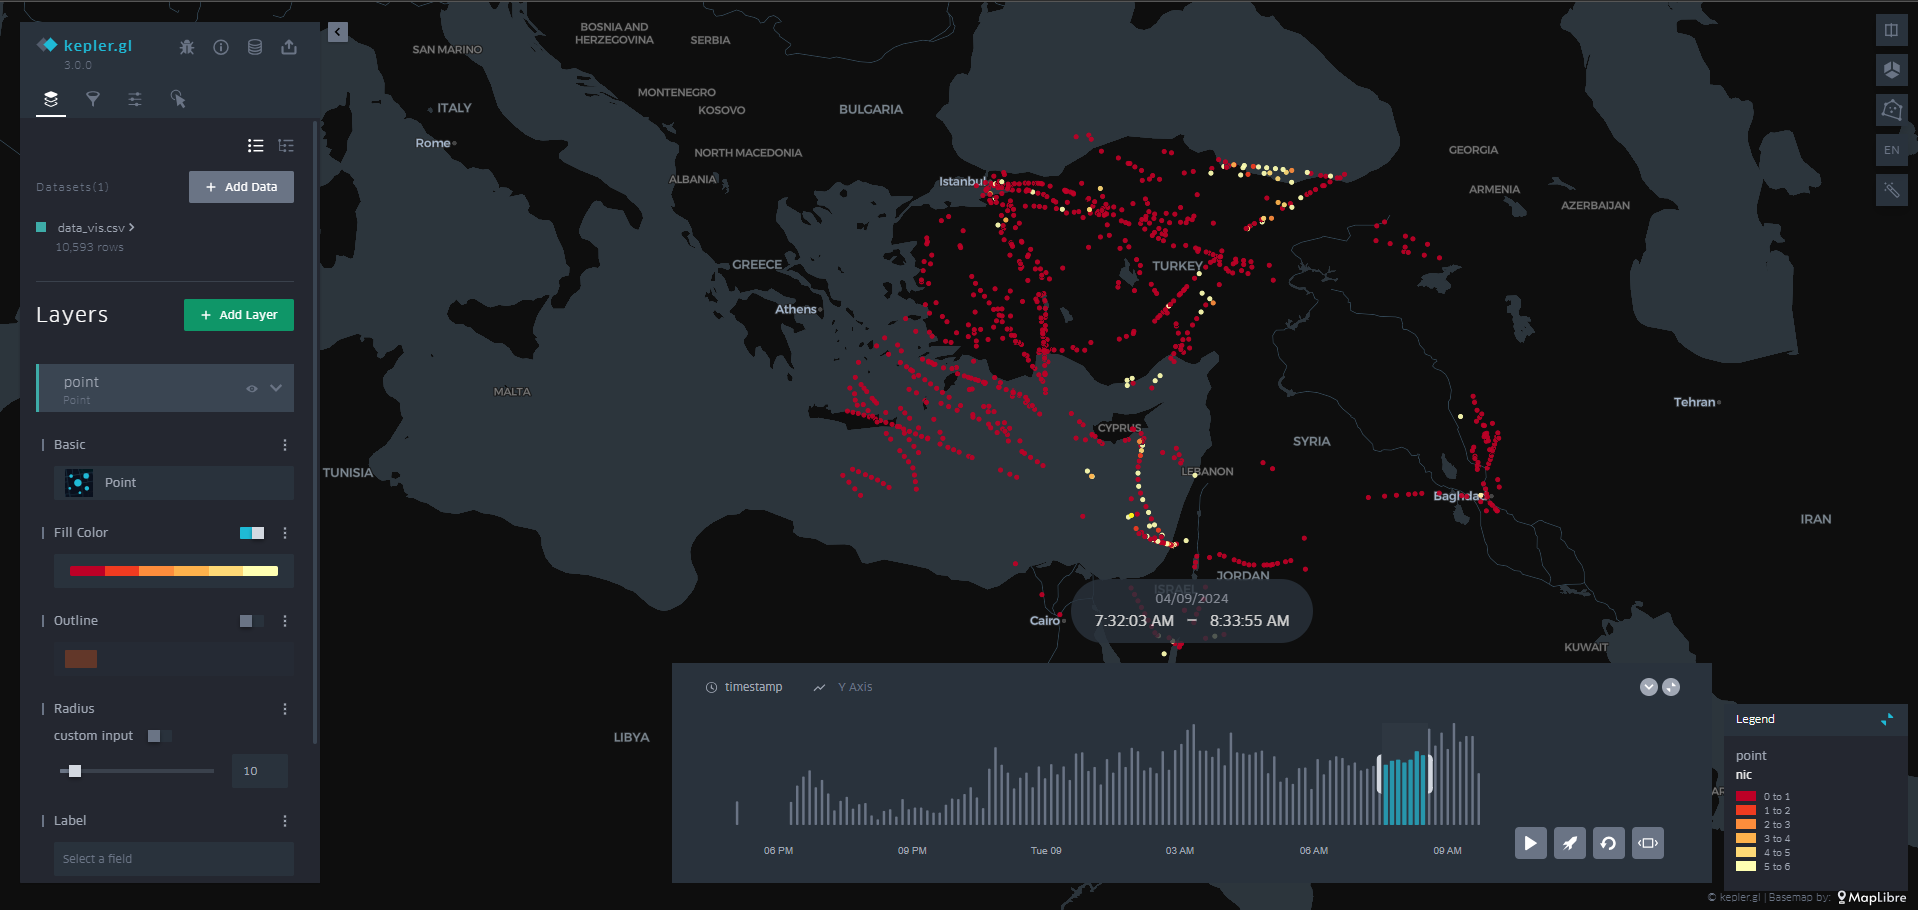 kepler.gl
3.0.0
Datasets(1)
+ Add Data
data_vis.csv
10,593 rows
Layers
+ Add Layer
point
Point
Basic
Point
Fill Color
Outline
Radius
custom input
10
Label
Select a field
SAN MARINO
BOSNIA AND
HERZEGOVINA
SERBIA
MONTENEGRO
KOSOVO
ITALY
BULGARIA
Rome
NORTH MACEDONIA
ALBANIA
Istanbul
GEORGIA
ARMENIA
AZERBAIJAN
GREECE
TURKEY
Athens
MALTA
Tehran
CYPRUS
SYRIA
TUNISIA
LEBANON
IRAN
JORDAN
ISRAEL
Cairo
KUWAIT
LIBYA
EN
04/09/2024
7:32:03 AM – 8:33:55 AM
timestamp
Y Axis
06 PM
09 PM
Tue 09
03 AM
06 AM
09 AM
Legend
point
nic
0 to 1
1 to 2
2 to 3
3 to 4
4 to 5
5 to 6
© kepler.gl | Basemap by: MapLibre